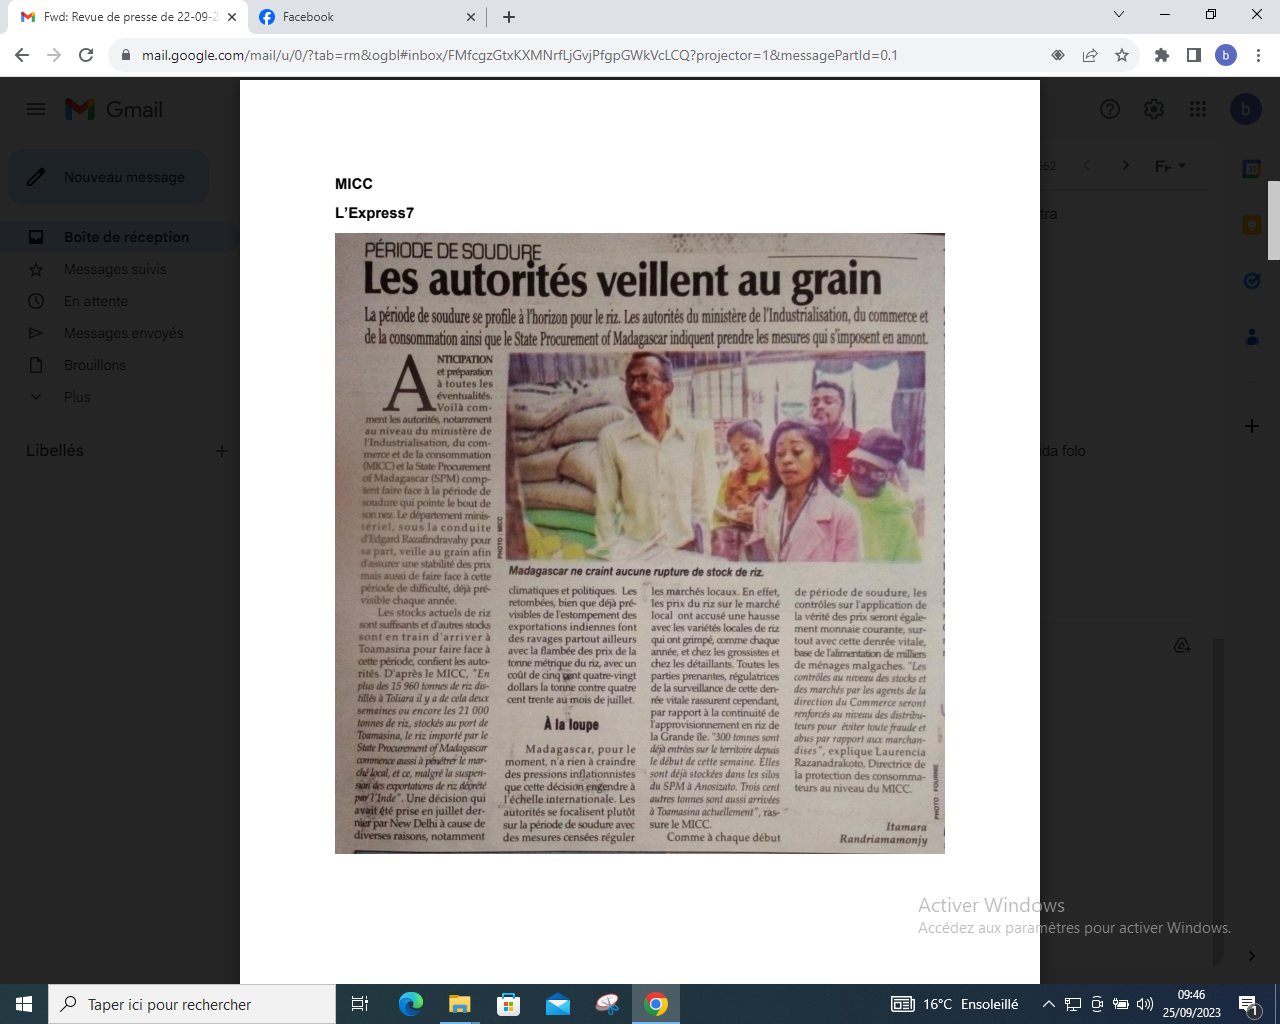 Fwd: Revue de presse de 22-09-2
Facebook
mail.google.com/mail/u/0/?tab=rm&ogbl#inbox/FMfcgzGtxKXMNrfLjGvjPfgpGWkVcLCQ?projector=1&messagePartId=0.1
b
Gmail
b
Nouveau message
562
Boîte de réception
tra
Messages suivis
En attente
Messages envoyés
Brouillons
Plus
Libellés
da folo
MICC
L’Express7
PÉRIODE DE SOUDURE
Les autorités veillent au grain
La période de soudure se profile à l'horizon pour le riz. Les autorités du ministère de l'Industrialisation, du commerce et
de la consommation ainsi que le State Procurement of Madagascar indiquent prendre les mesures qui s'imposent en amont.
ANTICIPATION
et préparation
à toutes les
éventualités.
Voilà com-
ment les autorités, notamment
au niveau du ministère de
l'Industrialisation, du com-
merce et de la consommation
(MICC) et la State Procurement
of Madagascar (SPM) comp-
tent faire face à la période de
soudure qui pointe le bout de
son nez. Le département minis-
tériel, sous la conduite
d'Edgard Razafindravahy pour
sa part, veille au grain afin
d'assurer une stabilité des prix
mais aussi de faire face à cette
période de difficulté, déjà pré-
visible chaque année.
Les stocks actuels de riz
sont suffisants et d'autres stocks
sont en train d'arriver à
Toamasina pour faire face à
cette période, confient les auto-
rités. D'après le MICC, "En
plus des 15 960 tonnes de riz dis-
tillés à Toliara il y a de cela deux
semaines ou encore les 21 000
tonnes de riz, stockés au port de
Toamasina, le riz importé par le
State Procurement of Madagascar
commence aussi à pénétrer le mar-
ché local, et ce, malgré la suspen-
sion des exportations de riz décrété
par l'Inde". Une décision qui
avait été prise en juillet der-
nier par New Delhi à cause de
diverses raisons, notamment
PHOTO : MICC
Madagascar ne craint aucune rupture de stock de riz.
climatiques et politiques. Les
retombées, bien que déjà pré-
visibles de l'estompement des
exportations indiennes font
des ravages partout ailleurs
avec la flambée des prix de la
tonne métrique du riz, avec un
coût de cinq cent quatre-vingt
dollars la tonne contre quatre
cent trente au mois de juillet.
À la loupe
Madagascar, pour le
moment, n'a rien à craindre
des pressions inflationnistes
que cette décision engendre à
l'échelle internationale. Les
autorités se focalisent plutôt
sur la période de soudure avec
des mesures censées réguler
les marchés locaux. En effet,
les prix du riz sur le marché
local ont accusé une hausse
avec les variétés locales de riz
qui ont grimpé, comme chaque
année, et chez les grossistes et
chez les détaillants. Toutes les
parties prenantes, régulatrices
de la surveillance de cette den-
rée vitale rassurent cependant,
par rapport à la continuité de
l'approvisionnement en riz de
la Grande île. "300 tonnes sont
déjà entrées sur le territoire depuis
le début de cette semaine. Elles
sont déjà stockées dans les silos
du SPM à Anosizato. Trois cent
autres tonnes sont aussi arrivées
à Toamasina actuellement", ras-
sure le MICC.
Comme à chaque début
de période de soudure, les
contrôles sur l'application de
la vérité des prix seront égale-
ment monnaie courante, sur-
tout avec cette denrée vitale,
base de l'alimentation de milliers
de ménages malgaches. "Les
contrôles au niveau des stocks et
des marchés par les agents de la
direction du Commerce seront
renforcés au niveau des distribu-
teurs pour éviter toute fraude et
abus par rapport aux marchan-
dises", explique Laurencia
Razanadrakoto, Directrice de
la protection des consomma-
teurs au niveau du MICC.
Itamara
Randriamamonjy
PHOTO : FOURNIE
Activer Windows
Accédez aux paramètres pour activer Windows.
Taper ici pour rechercher
16°C Ensoleillé
09:46
25/09/2023
1